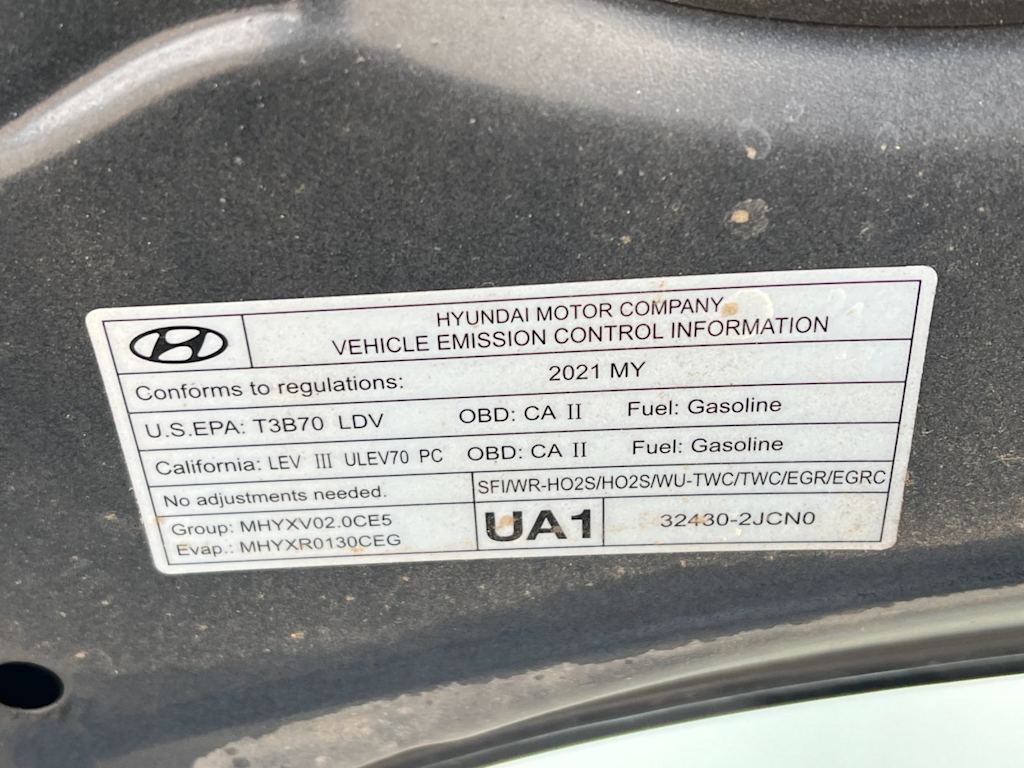 HYUNDAI MOTOR COMPANY
VEHICLE EMISSION CONTROL INFORMATION
Conforms to regulations: 2021 MY
U.S.EPA: T3B70 LDV OBD: CA II Fuel: Gasoline
California: LEV III ULEV70 PC OBD: CA II Fuel: Gasoline
No adjustments needed. SFI/WR-HO2S/HO2S/WU-TWC/TWC/EGR/EGRC
Group: MHYXV02.0CE5
Evap.: MHYXR0130CEG
UA1 32430-2JCN0